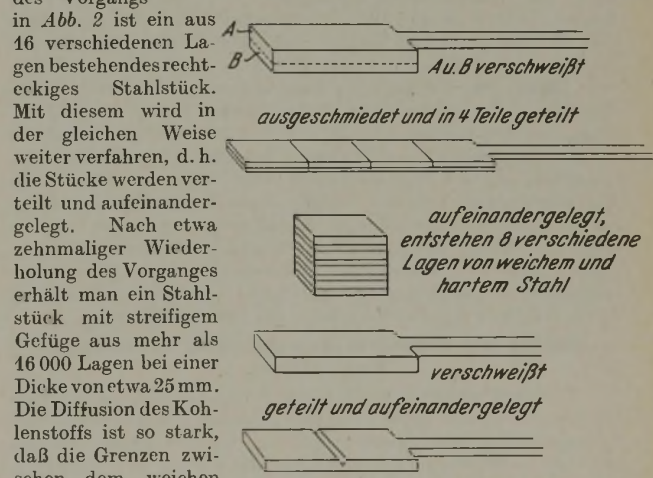 des Vorgangs
in Abb. 2 ist ein aus
16 verschiedenen La-
gen bestehendes recht-
eckiges Stahlstück.
Mit diesem wird in
der gleichen Weise
weiter verfahren, d. h.
die Stücke werden ver-
teilt und aufeinander-
gelegt. Nach etwa
zehnmaliger Wieder-
holung des Vorganges
erhält man ein Stahl-
stück mit streifigem
Gefüge aus mehr als
16 000 Lagen bei einer
Dicke von etwa 25 mm.
Die Diffusion des Koh-
lenstoffs ist so stark,
daß die Grenzen zwi-
schen dem weichen
A
B
A u. B verschweißt
ausgeschmiedet und in 4 Teile geteilt
aufeinandergelegt,
entstehen 8 verschiedene
Lagen von weichem und
hartem Stahl
verschweißt
geteilt und aufeinandergelegt